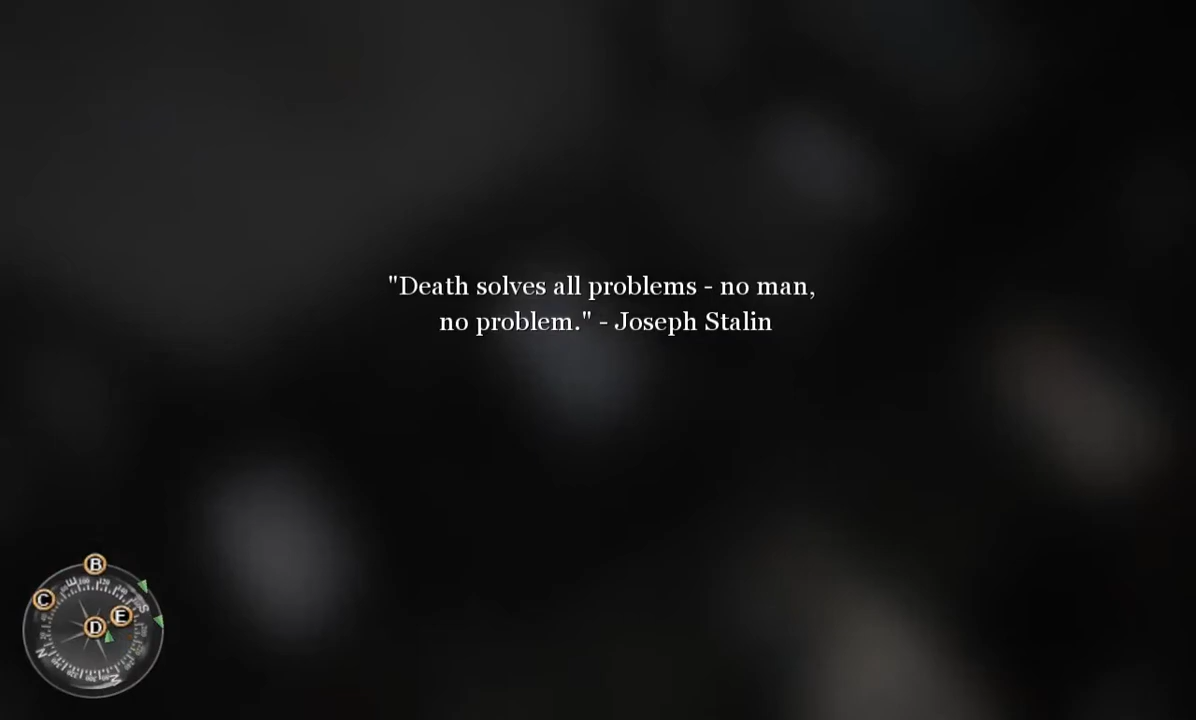 "Death solves all problems - no man,
no problem." - Joseph Stalin
B
C
E
D